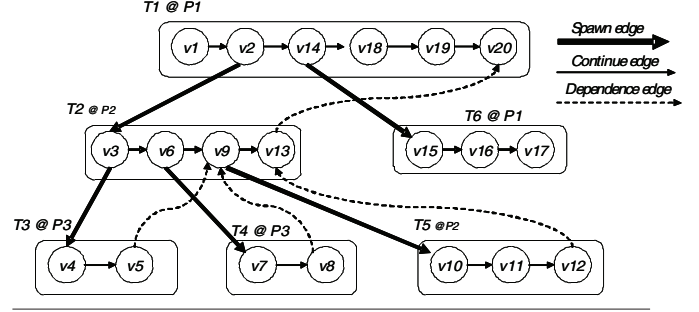 T1 @ P1
v1 v2 v14 v18 v19 v20
Spawn edge
Continue edge
Dependence edge
T2 @ P2
T6 @ P1
v3 v6 v9 v13
v15 v16 v17
T3 @ P3
T4 @ P3
T5 @ P2
v4 v5
v7 v8
v10 v11 v12